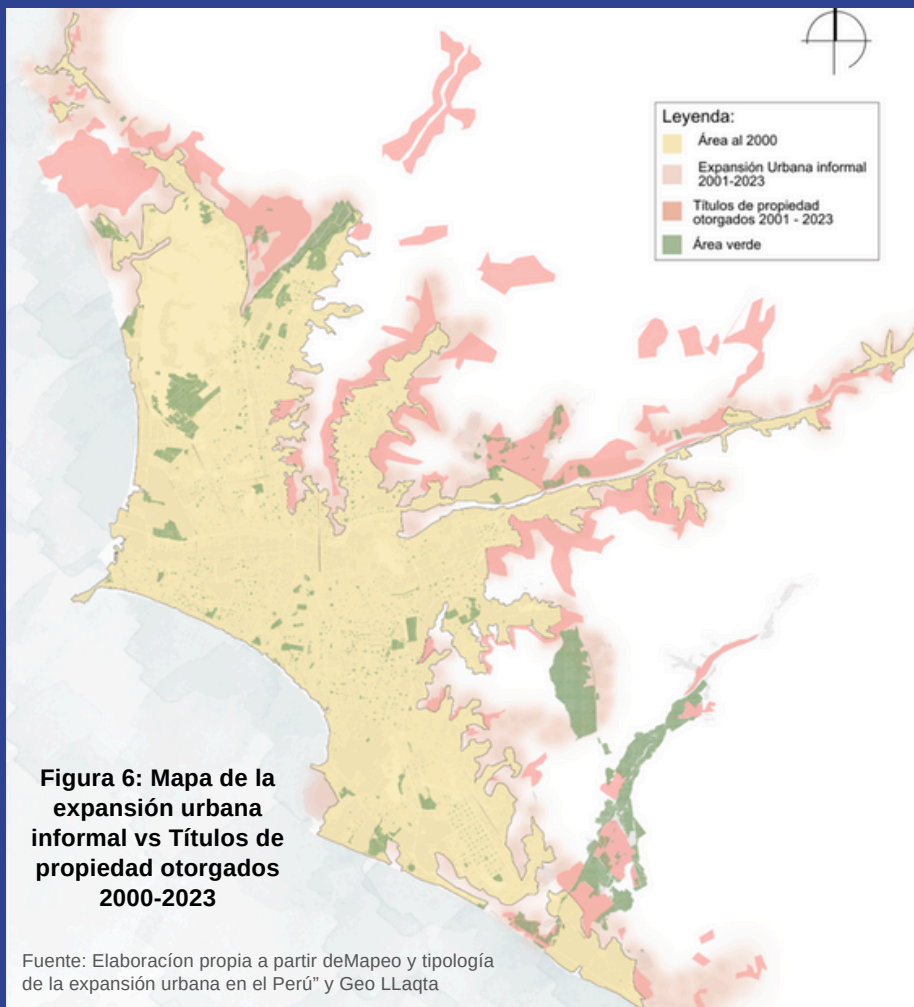 Leyenda:
Área al 2000
Expansión Urbana informal
2001-2023
Títulos de propiedad
otorgados 2001 - 2023
Área verde
Figura 6: Mapa de la
expansión urbana
informal vs Títulos de
propiedad otorgados
2000-2023
Fuente: Elaboracíon propia a partir deMapeo y tipología
de la expansión urbana en el Perú” y Geo LLaqta